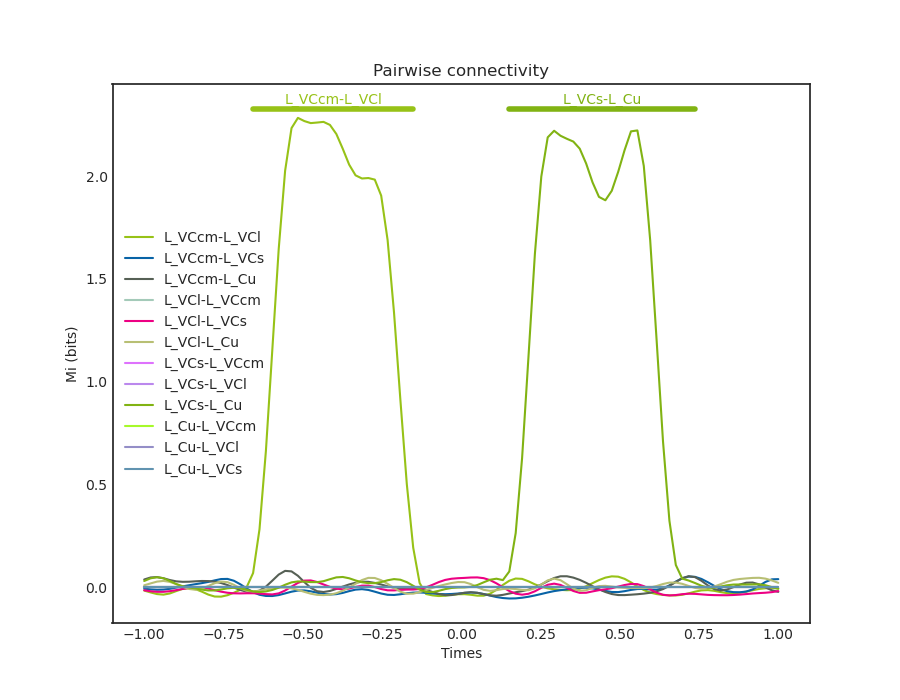 Pairwise connectivity
L_VCcm-L_VCl
L_VCs-L_Cu
2.0
1.5
1.0
0.5
0.0
Mi (bits)
L_VCcm-L_VCl
L_VCcm-L_VCs
L_VCcm-L_Cu
L_VCl-L_VCcm
L_VCl-L_VCs
L_VCl-L_Cu
L_VCs-L_VCcm
L_VCs-L_VCl
L_VCs-L_Cu
L_Cu-L_VCcm
L_Cu-L_VCl
L_Cu-L_VCs
−1.00 −0.75 −0.50 −0.25 0.00 0.25 0.50 0.75 1.00
Times